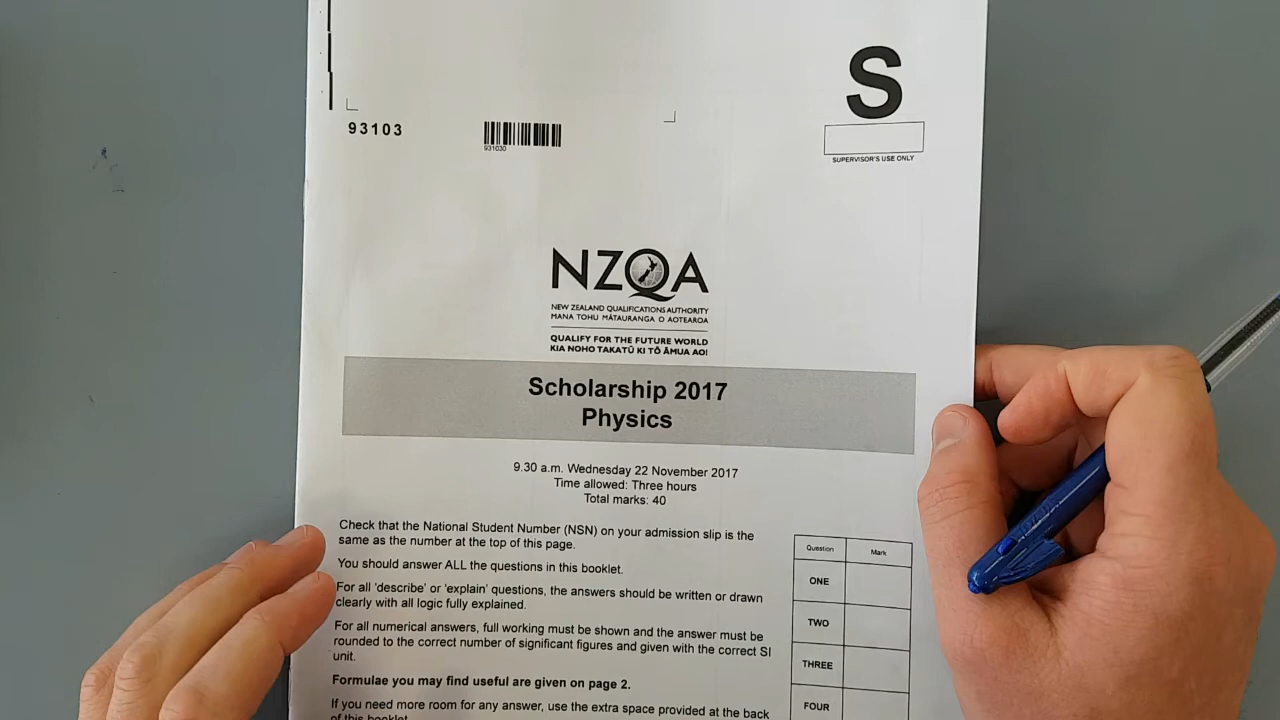 S
93103
931030
SUPERVISOR'S USE ONLY
NZQA
NEW ZEALAND QUALIFICATIONS AUTHORITY
MANA TOHU MĀTAURANGA O AOTEAROA
QUALIFY FOR THE FUTURE WORLD
KIA NOHO TAKATŪ KI TŌ ĀMUA AO!
Scholarship 2017
Physics
9.30 a.m. Wednesday 22 November 2017
Time allowed: Three hours
Total marks: 40
Check that the National Student Number (NSN) on your admission slip is the
same as the number at the top of this page.
You should answer ALL the questions in this booklet.
For all 'describe' or 'explain' questions, the answers should be written or drawn
clearly with all logic fully explained.
For all numerical answers, full working must be shown and the answer must be
rounded to the correct number of significant figures and given with the correct SI
unit.
Formulae you may find useful are given on page 2.
If you need more room for any answer, use the extra space provided at the back
of this booklet.
Question Mark
ONE
TWO
THREE
FOUR